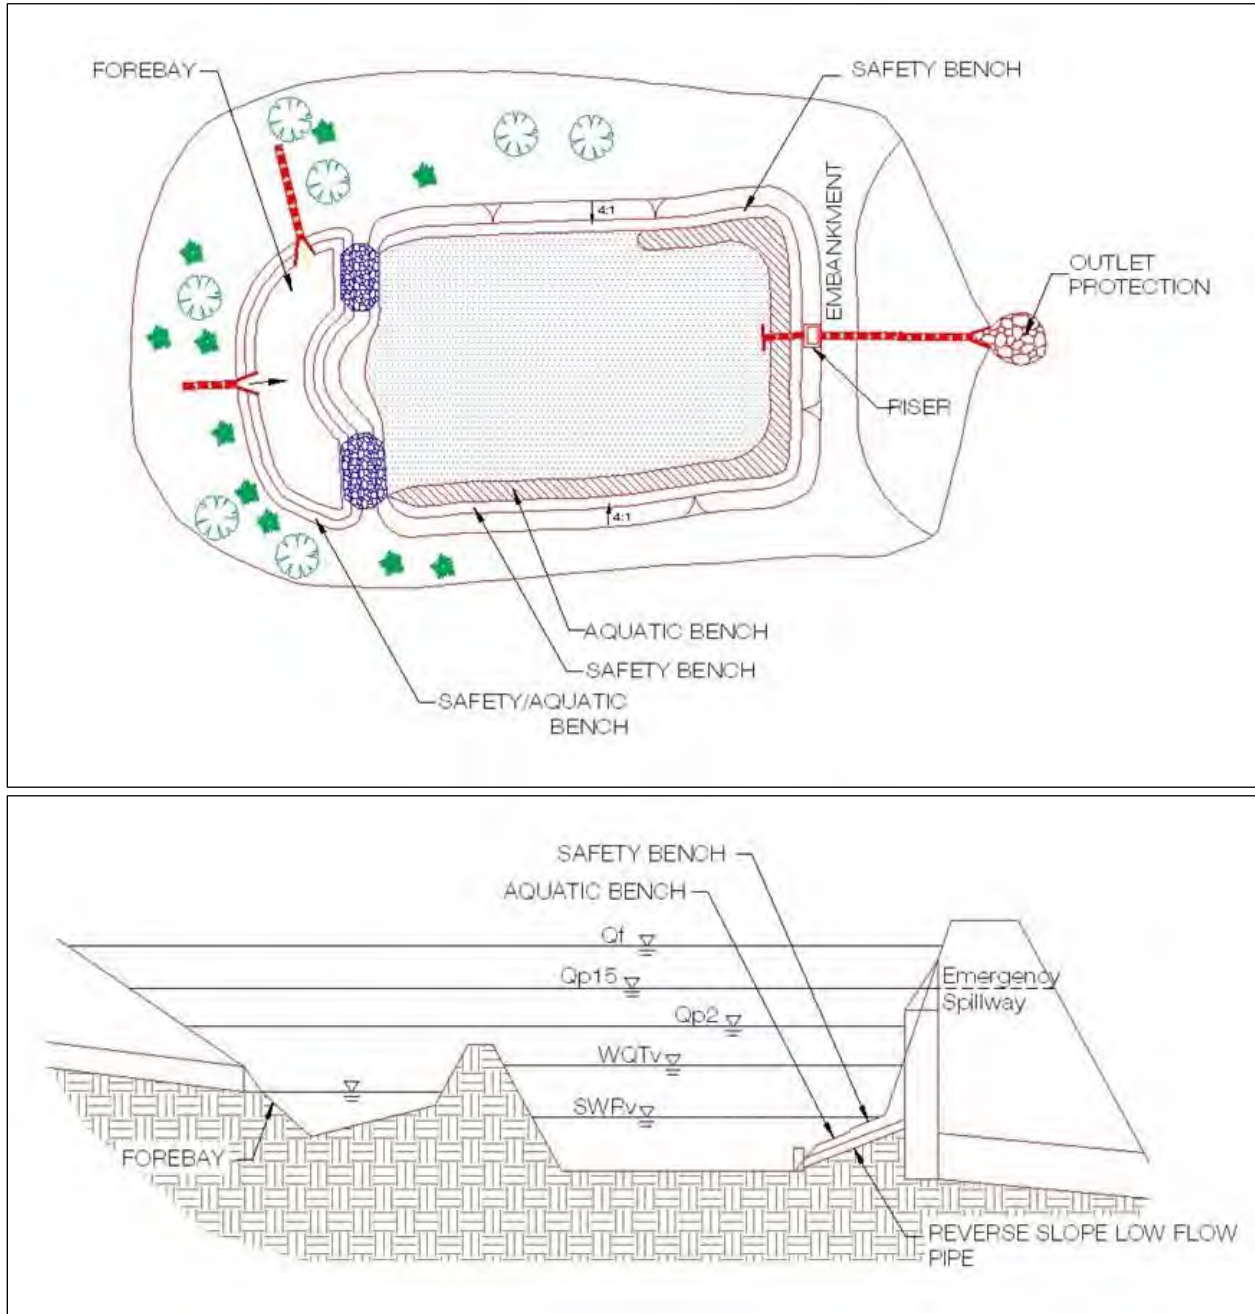 FOREBAY
SAFETY BENCH
4:1
EMBANKMENT
OUTLET
PROTECTION
RISER
4:1
AQUATIC BENCH
SAFETY BENCH
SAFETY/AQUATIC
BENCH
SAFETY BENCH
AQUATIC BENCH
Qf
Qp15
Emergency
Spillway
Qp2
WQTv
SWRv
FOREBAY
REVERSE SLOPE LOW FLOW
PIPE